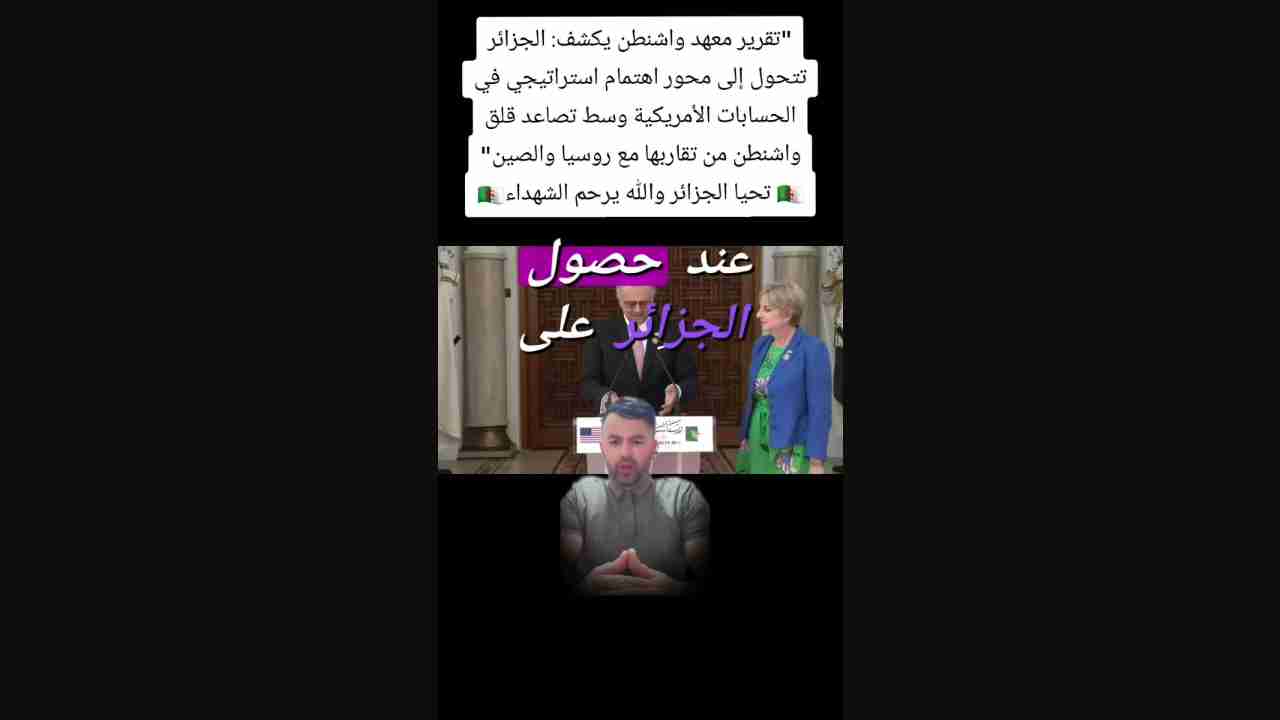 "تقرير معهد واشنطن يكشف: الجزائر
تتحول إلى محور اهتمام استراتيجي في
الحسابات الأمريكية وسط تصاعد قلق
واشنطن من تقاربها مع روسيا والصين"
🇩🇿 تحيا الجزائر والله يرحم الشهداء 🇩🇿
عند حصول
الجزائر على